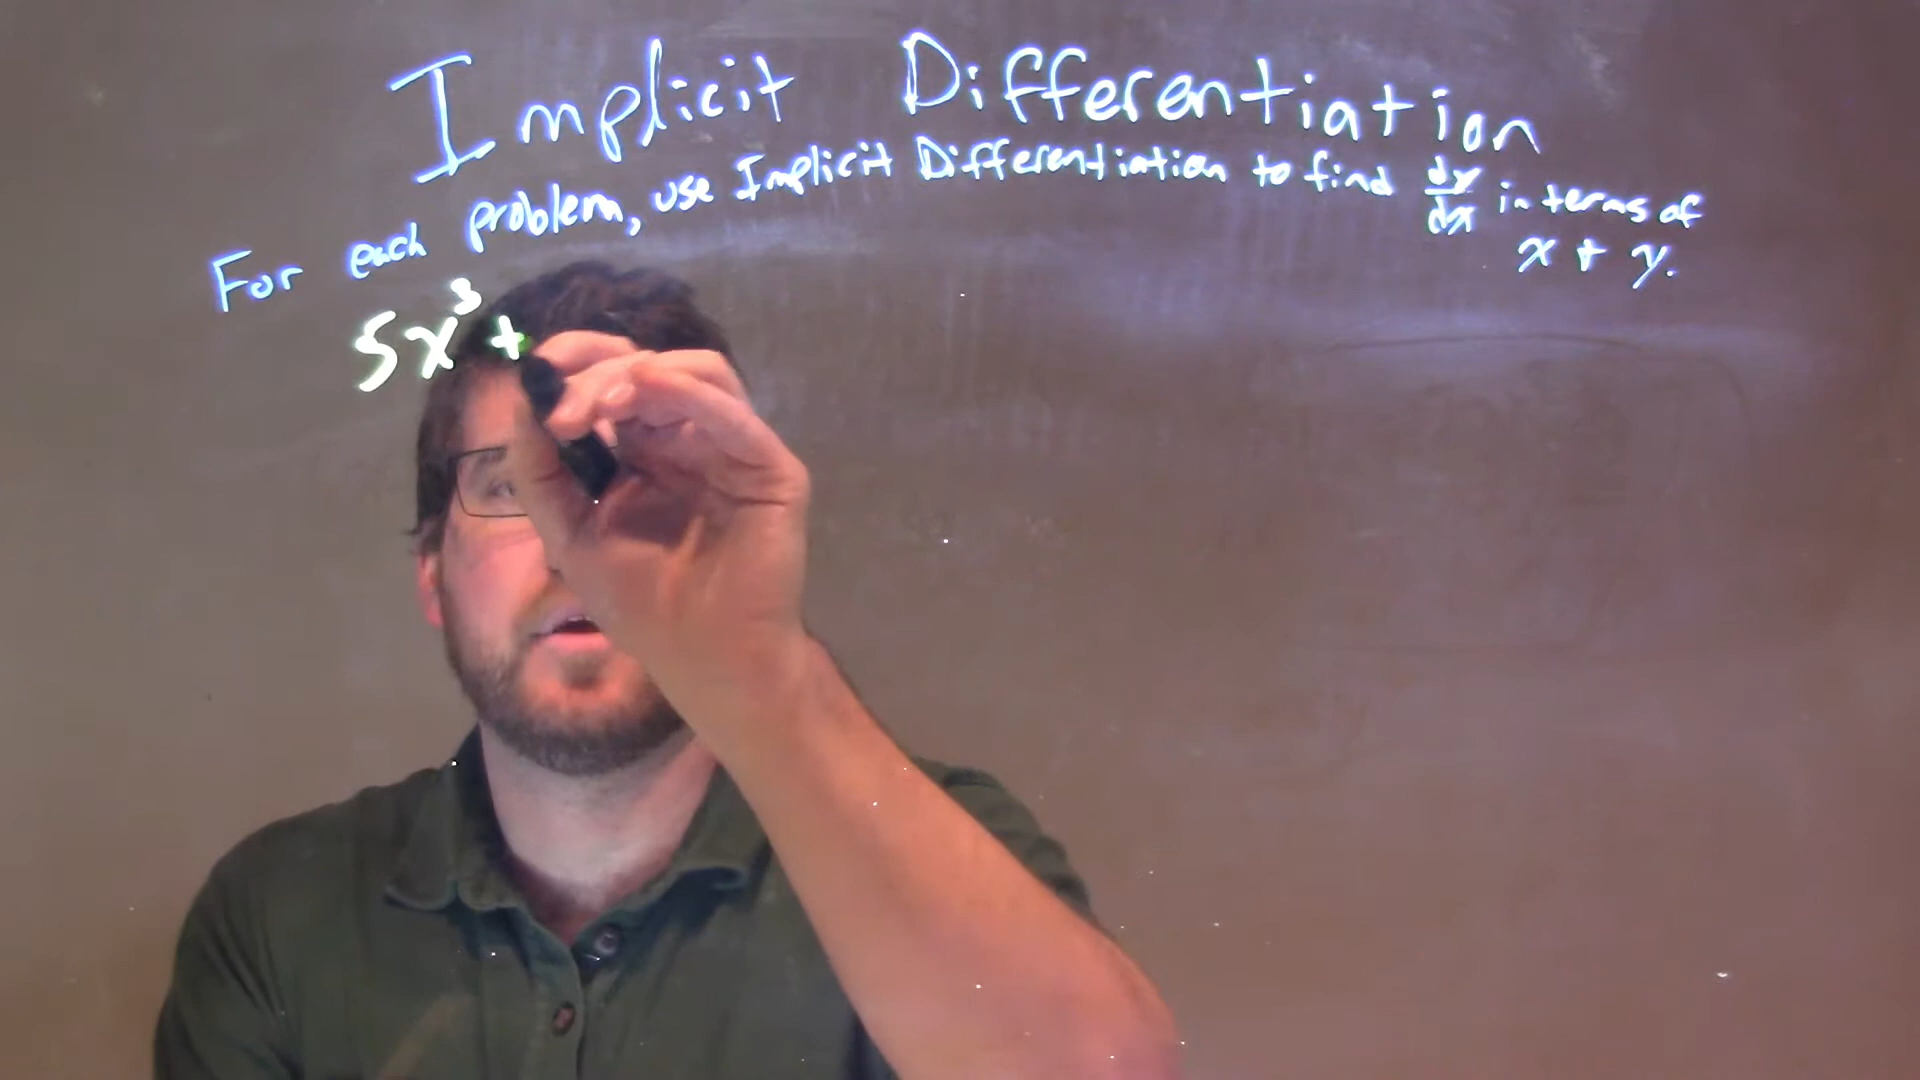 Implicit Differentiation
For each problem, use Implicit Differentiation to find dy/dx in terms of
x + y.
5x³ +